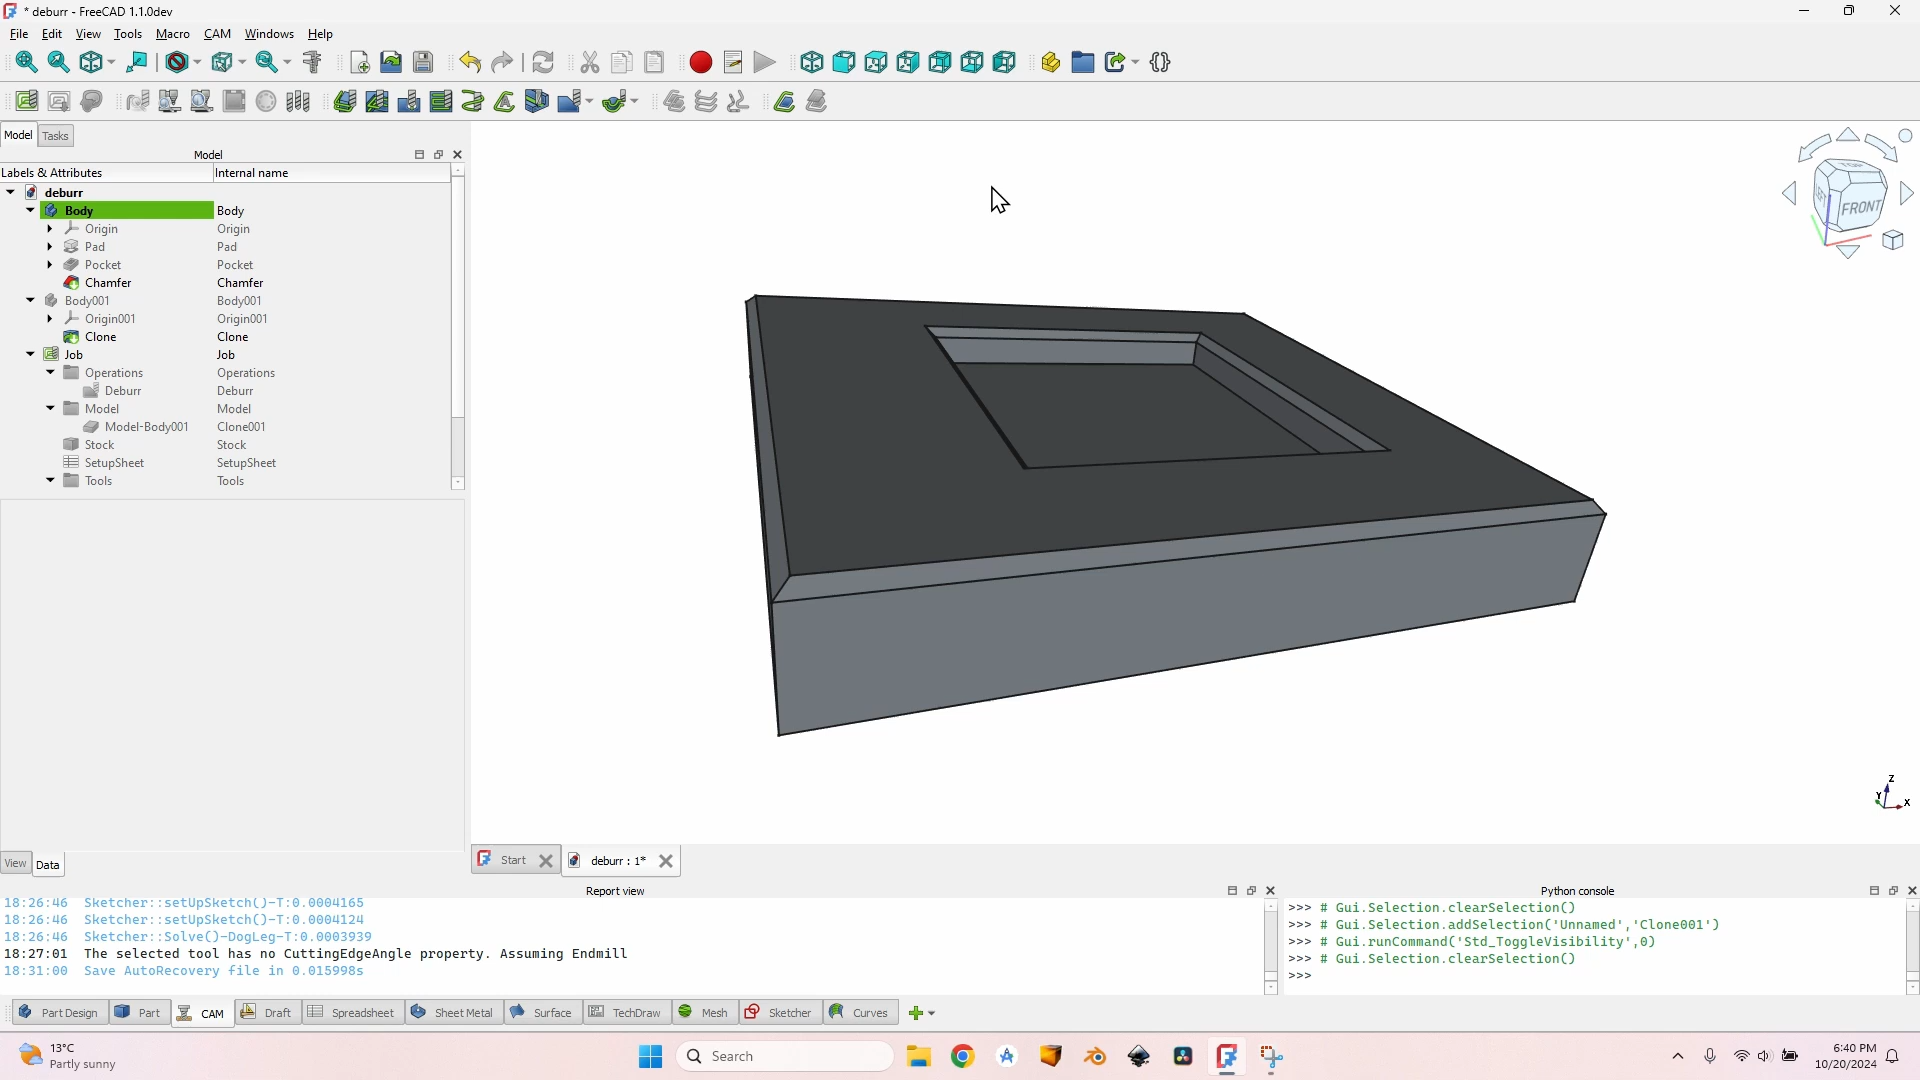 * deburr - FreeCAD 1.1.0dev
File Edit View Tools Macro CAM Windows Help
Model Tasks
Model
Labels & Attributes Internal name
deburr
Body Body
Origin Origin
Pad Pad
Pocket Pocket
Chamfer Chamfer
Body001 Body001
Origin001 Origin001
Clone Clone
Job Job
Operations Operations
Deburr Deburr
Model Model
Model-Body001 Clone001
Stock Stock
SetupSheet SetupSheet
Tools Tools
TOP
LEFT FRONT
Z
Y X
View Data
Start deburr : 1*
Report view
18:26:46 Sketcher::setUpSketch()-T:0.0004165
18:26:46 Sketcher::setUpSketch()-T:0.0004124
18:26:46 Sketcher::Solve()-DogLeg-T:0.0003939
18:27:01 The selected tool has no CuttingEdgeAngle property. Assuming Endmill
18:31:00 Save AutoRecovery file in 0.015998s
Python console
>>> # Gui.Selection.clearSelection()
>>> # Gui.Selection.addSelection('Unnamed','Clone001')
>>> # Gui.runCommand('Std_ToggleVisibility',0)
>>> # Gui.Selection.clearSelection()
>>>
Part Design Part CAM Draft Spreadsheet Sheet Metal Surface TechDraw Mesh Sketcher Curves
13°C
Partly sunny
Search
6:40 PM
10/20/2024